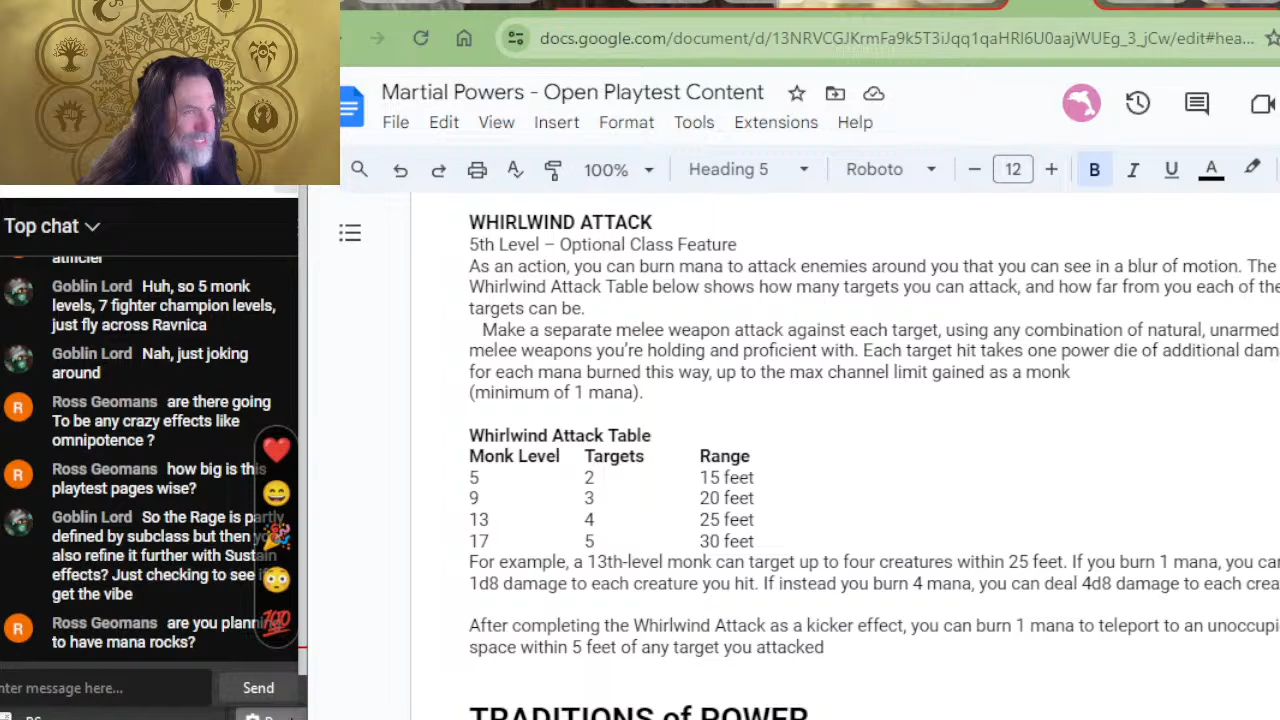 docs.google.com/document/d/13NRVCGJKrmFa9k5T3iJqq1qaHRl6U0aajWUEg_3_jCw/edit#hea...
Martial Powers - Open Playtest Content
File Edit View Insert Format Tools Extensions Help
100% Heading 5 Roboto − 12 + B I U A
Top chat
artificer
Goblin Lord Huh, so 5 monk
levels, 7 fighter champion levels,
just fly across Ravnica
Goblin Lord Nah, just joking
around
R Ross Geomans are there going
To be any crazy effects like
omnipotence ?
R Ross Geomans how big is this
playtest pages wise?
Goblin Lord So the Rage is partly
defined by subclass but then you
also refine it further with Sustain
effects? Just checking to see if
get the vibe
R Ross Geomans are you planning
to have mana rocks?
nter message here...
Send
WHIRLWIND ATTACK
5th Level – Optional Class Feature
As an action, you can burn mana to attack enemies around you that you can see in a blur of motion. The
Whirlwind Attack Table below shows how many targets you can attack, and how far from you each of the
targets can be.
Make a separate melee weapon attack against each target, using any combination of natural, unarmed
melee weapons you're holding and proficient with. Each target hit takes one power die of additional dam
for each mana burned this way, up to the max channel limit gained as a monk
(minimum of 1 mana).
Whirlwind Attack Table
Monk Level Targets Range
5 2 15 feet
9 3 20 feet
13 4 25 feet
17 5 30 feet
For example, a 13th-level monk can target up to four creatures within 25 feet. If you burn 1 mana, you can
1d8 damage to each creature you hit. If instead you burn 4 mana, you can deal 4d8 damage to each crea
After completing the Whirlwind Attack as a kicker effect, you can burn 1 mana to teleport to an unoccupi
space within 5 feet of any target you attacked
TRADITIONS of POWER